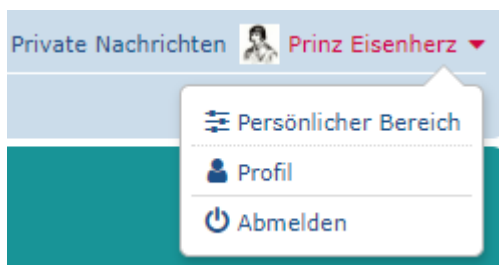 Private Nachrichten Prinz Eisenherz
Persönlicher Bereich
Profil
Abmelden